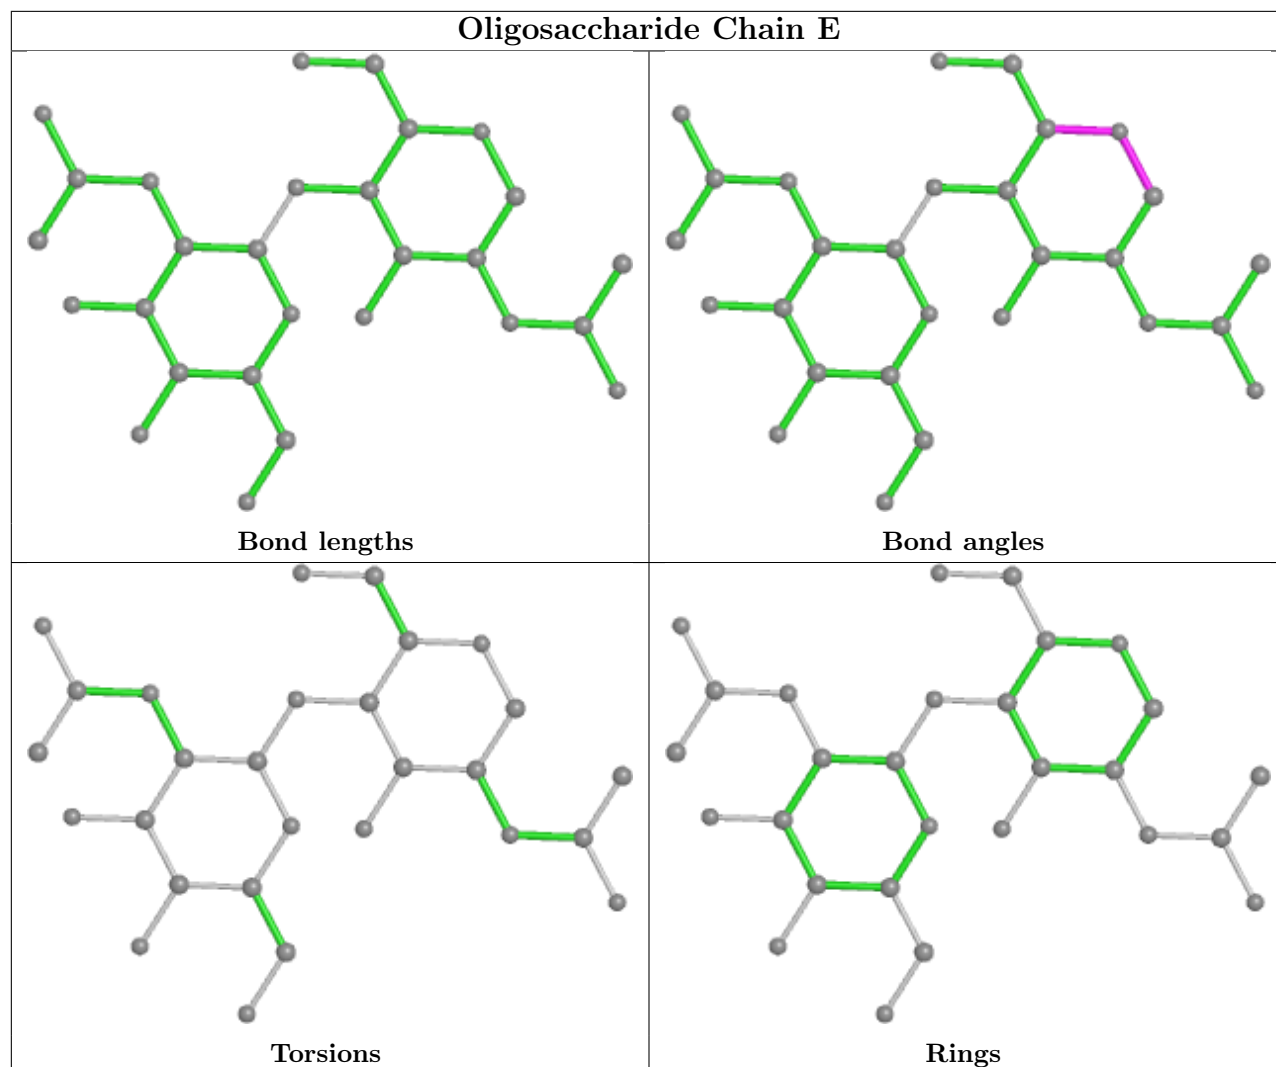 Oligosaccharide Chain E
Bond lengths
Bond angles
Torsions
Rings